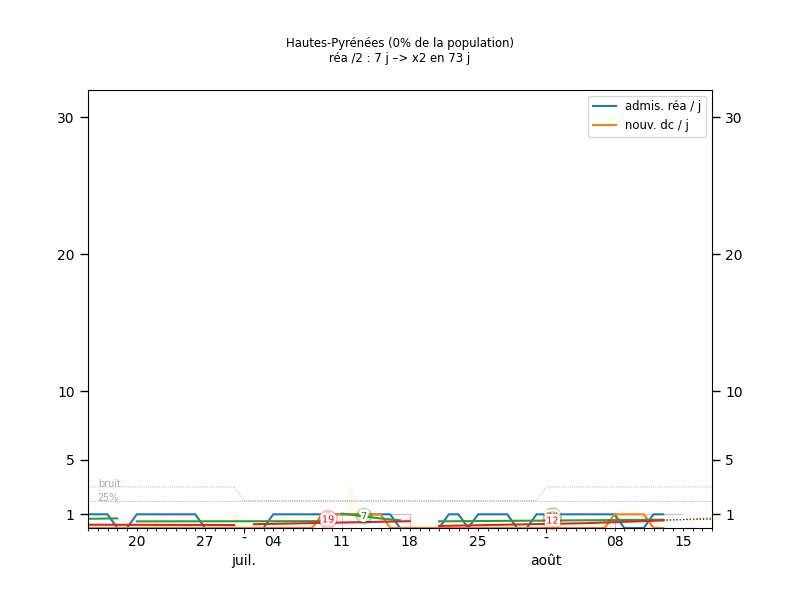 Hautes-Pyrénées (0% de la population)
réa /2 : 7 j –> x2 en 73 j
admis. réa / j
nouv. dc / j
30 30
20 20
10 10
5 5
bruit
25%
1 19 7 12 1
20 27 - 04 11 18 25 - 08 15
juil. août